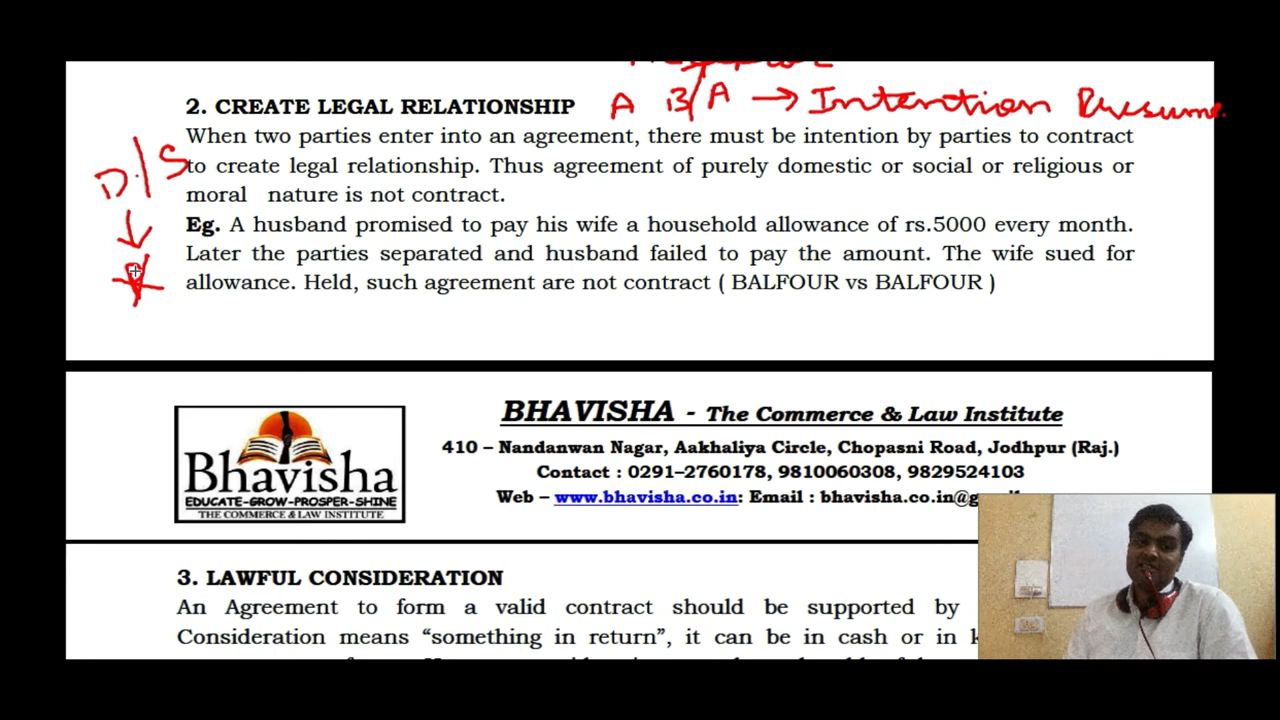 2. CREATE LEGAL RELATIONSHIP A B/A → Intention Presume
When two parties enter into an agreement, there must be intention by parties to contract
D/S to create legal relationship. Thus agreement of purely domestic or social or religious or
moral nature is not contract.
Eg. A husband promised to pay his wife a household allowance of rs.5000 every month.
Later the parties separated and husband failed to pay the amount. The wife sued for
allowance. Held, such agreement are not contract ( BALFOUR vs BALFOUR )
BHAVISHA - The Commerce & Law Institute
410 – Nandanwan Nagar, Aakhaliya Circle, Chopasni Road, Jodhpur (Raj.)
Contact : 0291–2760178, 9810060308, 9829524103
Web – www.bhavisha.co.in: Email : bhavisha.co.in@g
Bhavisha
EDUCATE-GROW-PROSPER-SHINE
THE COMMERCE & LAW INSTITUTE
3. LAWFUL CONSIDERATION
An Agreement to form a valid contract should be supported by
Consideration means “something in return”, it can be in cash or in k